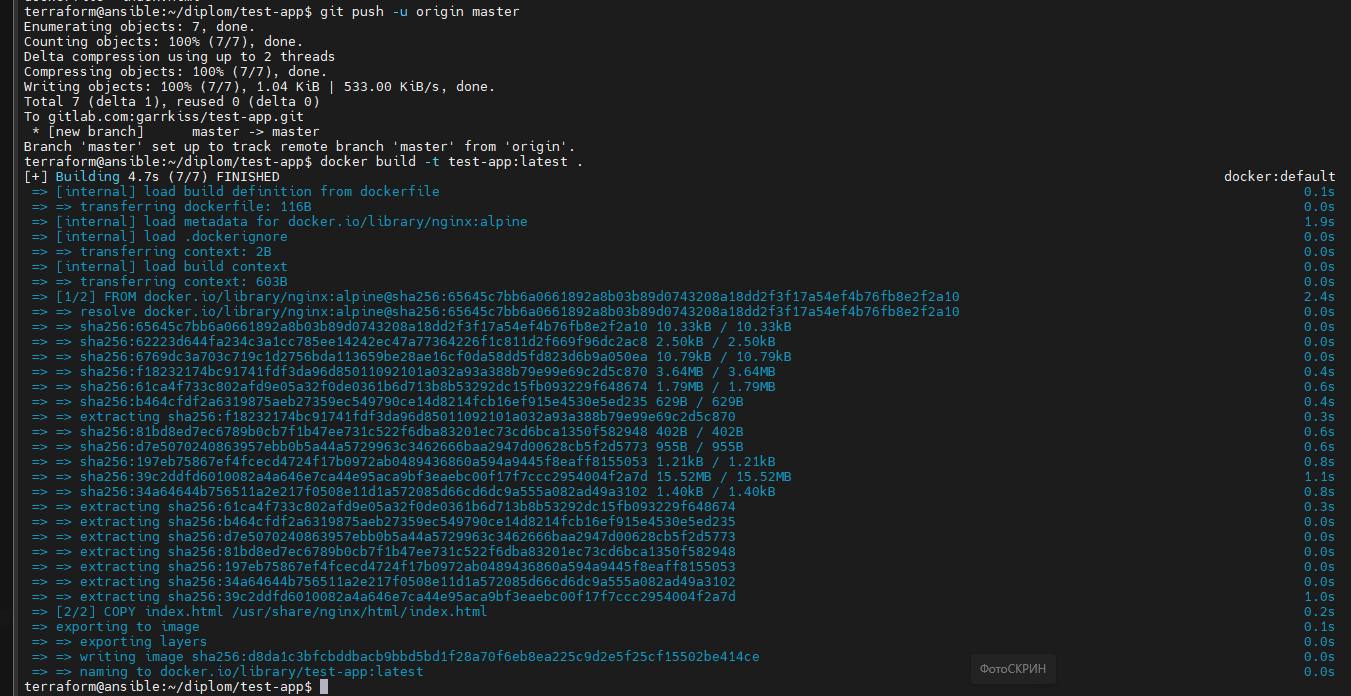 terraform@ansible:~/diplom/test-app$ git push -u origin master
Enumerating objects: 7, done.
Counting objects: 100% (7/7), done.
Delta compression using up to 2 threads
Compressing objects: 100% (7/7), done.
Writing objects: 100% (7/7), 1.04 KiB | 533.00 KiB/s, done.
Total 7 (delta 1), reused 0 (delta 0)
To gitlab.com:garrkiss/test-app.git
 * [new branch]      master -> master
Branch 'master' set up to track remote branch 'master' from 'origin'.
terraform@ansible:~/diplom/test-app$ docker build -t test-app:latest .
[+] Building 4.7s (7/7) FINISHED docker:default
=> [internal] load build definition from dockerfile 0.1s
=> => transferring dockerfile: 116B 0.0s
=> [internal] load metadata for docker.io/library/nginx:alpine 1.9s
=> [internal] load .dockerignore 0.0s
=> => transferring context: 2B 0.0s
=> [internal] load build context 0.0s
=> => transferring context: 603B 0.0s
=> [1/2] FROM docker.io/library/nginx:alpine@sha256:65645c7bb6a0661892a8b03b89d0743208a18dd2f3f17a54ef4b76fb8e2f2a10 2.4s
=> => resolve docker.io/library/nginx:alpine@sha256:65645c7bb6a0661892a8b03b89d0743208a18dd2f3f17a54ef4b76fb8e2f2a10 0.0s
=> => sha256:65645c7bb6a0661892a8b03b89d0743208a18dd2f3f17a54ef4b76fb8e2f2a10 10.33kB / 10.33kB 0.0s
=> => sha256:62223d644fa234c3a1cc785ee14242ec47a77364226f1c811d2f669f96dc2ac8 2.50kB / 2.50kB 0.0s
=> => sha256:6769dc3a703c719c1d2756bda113659be28ae16cf0da58dd5fd823d6b9a050ea 10.79kB / 10.79kB 0.0s
=> => sha256:f18232174bc91741fdf3da96d85011092101a032a93a388b79e99e69c2d5c870 3.64MB / 3.64MB 0.4s
=> => sha256:61ca4f733c802afd9e05a32f0de0361b6d713b8b53292dc15fb093229f648674 1.79MB / 1.79MB 0.6s
=> => sha256:b464cfdf2a6319875aeb27359ec549790ce14d8214fcb16ef915e4530e5ed235 629B / 629B 0.4s
=> => extracting sha256:f18232174bc91741fdf3da96d85011092101a032a93a388b79e99e69c2d5c870 0.3s
=> => sha256:81bd8ed7ec6789b0cb7f1b47ee731c522f6dba83201ec73cd6bca1350f582948 402B / 402B 0.6s
=> => sha256:d7e5070240863957ebb0b5a44a5729963c3462666baa2947d00628cb5f2d5773 955B / 955B 0.6s
=> => sha256:197eb75867ef4fcecd4724f17b0972ab0489436860a594a9445f8eaff8155053 1.21kB / 1.21kB 0.8s
=> => sha256:39c2ddfd6010082a4a646e7ca44e95aca9bf3eaebc00f17f7ccc2954004f2a7d 15.52MB / 15.52MB 1.1s
=> => sha256:34a64644b756511a2e217f0508e11d1a572085d66cd6dc9a555a082ad49a3102 1.40kB / 1.40kB 0.8s
=> => extracting sha256:61ca4f733c802afd9e05a32f0de0361b6d713b8b53292dc15fb093229f648674 0.3s
=> => extracting sha256:b464cfdf2a6319875aeb27359ec549790ce14d8214fcb16ef915e4530e5ed235 0.0s
=> => extracting sha256:d7e5070240863957ebb0b5a44a5729963c3462666baa2947d00628cb5f2d5773 0.0s
=> => extracting sha256:81bd8ed7ec6789b0cb7f1b47ee731c522f6dba83201ec73cd6bca1350f582948 0.0s
=> => extracting sha256:197eb75867ef4fcecd4724f17b0972ab0489436860a594a9445f8eaff8155053 0.0s
=> => extracting sha256:34a64644b756511a2e217f0508e11d1a572085d66cd6dc9a555a082ad49a3102 0.0s
=> => extracting sha256:39c2ddfd6010082a4a646e7ca44e95aca9bf3eaebc00f17f7ccc2954004f2a7d 1.0s
=> [2/2] COPY index.html /usr/share/nginx/html/index.html 0.2s
=> exporting to image 0.1s
=> => exporting layers 0.0s
=> => writing image sha256:d8da1c3bfcbddbacb9bbd5bd1f28a70f6eb8ea225c9d2e5f25cf15502be414ce 0.0s
=> => naming to docker.io/library/test-app:latest 0.0s
ФотоСКРИН
terraform@ansible:~/diplom/test-app$